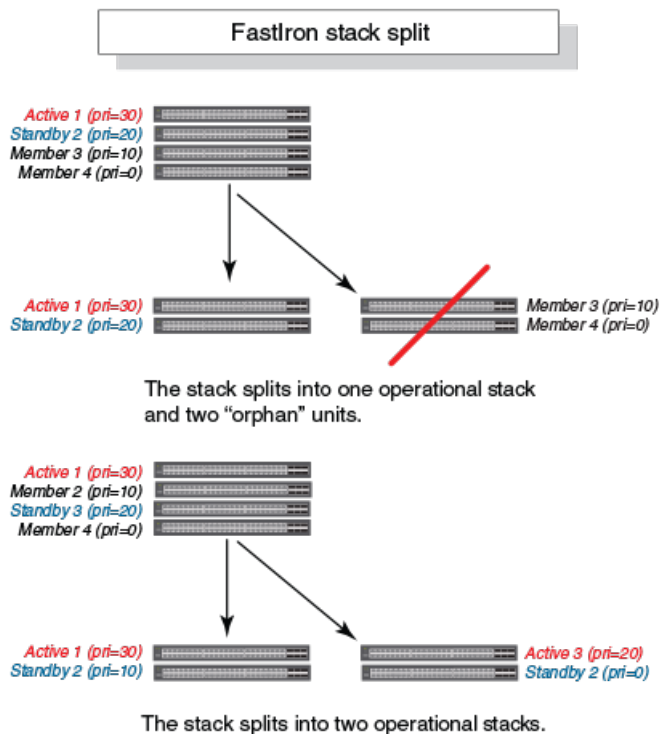 FastIron stack split
Active 1 (pri=30)
Standby 2 (pri=20)
Member 3 (pri=10)
Member 4 (pri=0)
Active 1 (pri=30)
Standby 2 (pri=20)
Member 3 (pri=10)
Member 4 (pri=0)
The stack splits into one operational stack
and two “orphan” units.
Active 1 (pri=30)
Member 2 (pri=10)
Standby 3 (pri=20)
Member 4 (pri=0)
Active 1 (pri=30)
Standby 2 (pri=10)
Active 3 (pri=20)
Standby 2 (pri=0)
The stack splits into two operational stacks.